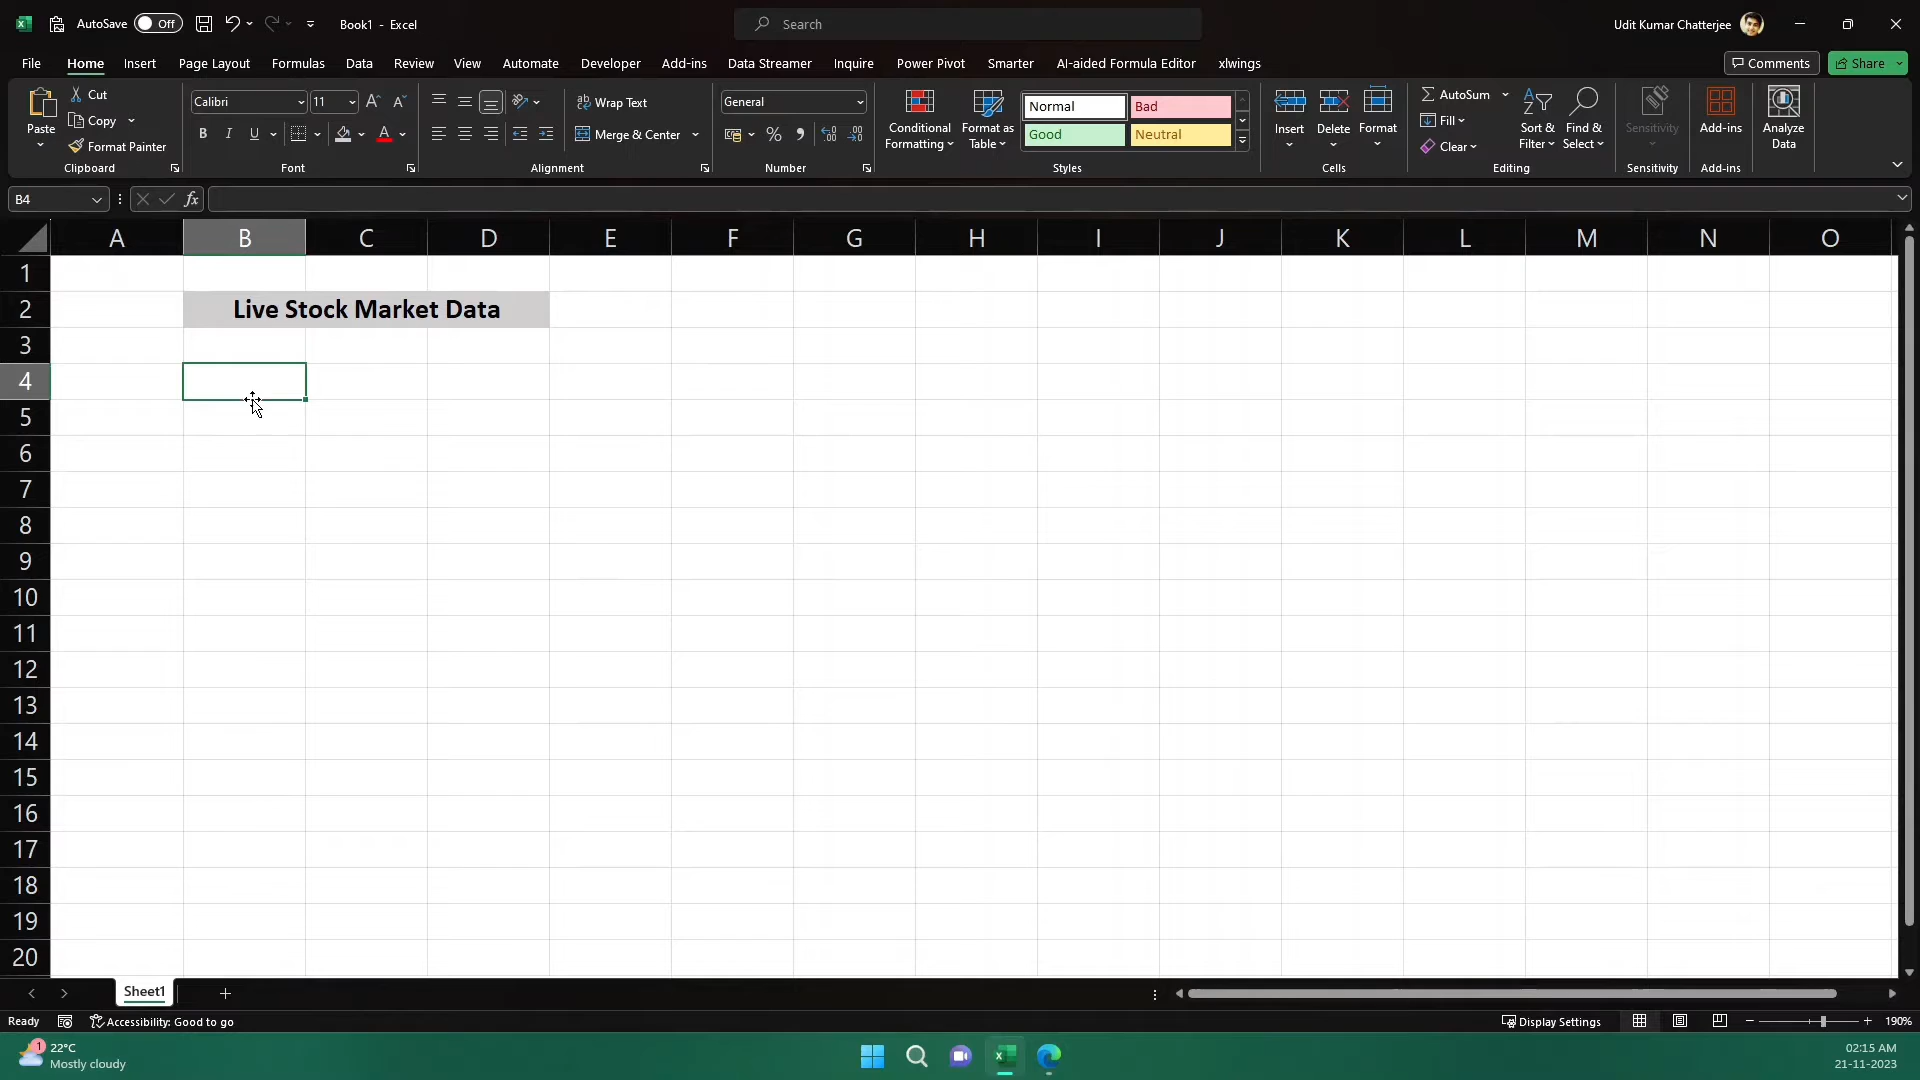 AutoSave Off Book1 - Excel Search Udit Kumar Chatterjee
File Home Insert Page Layout Formulas Data Review View Automate Developer Add-ins Data Streamer Inquire Power Pivot Smarter AI-aided Formula Editor xlwings Comments Share
Paste
Cut
Copy
Format Painter
Clipboard
Calibri 11
B I U
Font
Wrap Text
Merge & Center
Alignment
General
% ,
Number
Conditional Formatting
Format as Table
Normal Bad
Good Neutral
Styles
Insert Delete Format
Cells
AutoSum
Fill
Clear
Sort & Filter
Find & Select
Editing
Sensitivity
Sensitivity
Add-ins
Add-ins
Analyze Data
B4 fx
A B C D E F G H I J K L M N O
1
2 Live Stock Market Data
3
4
5
6
7
8
9
10
11
12
13
14
15
16
17
18
19
20
Sheet1
Ready Accessibility: Good to go Display Settings 190%
1 22°C
Mostly cloudy
02:15 AM
21-11-2023